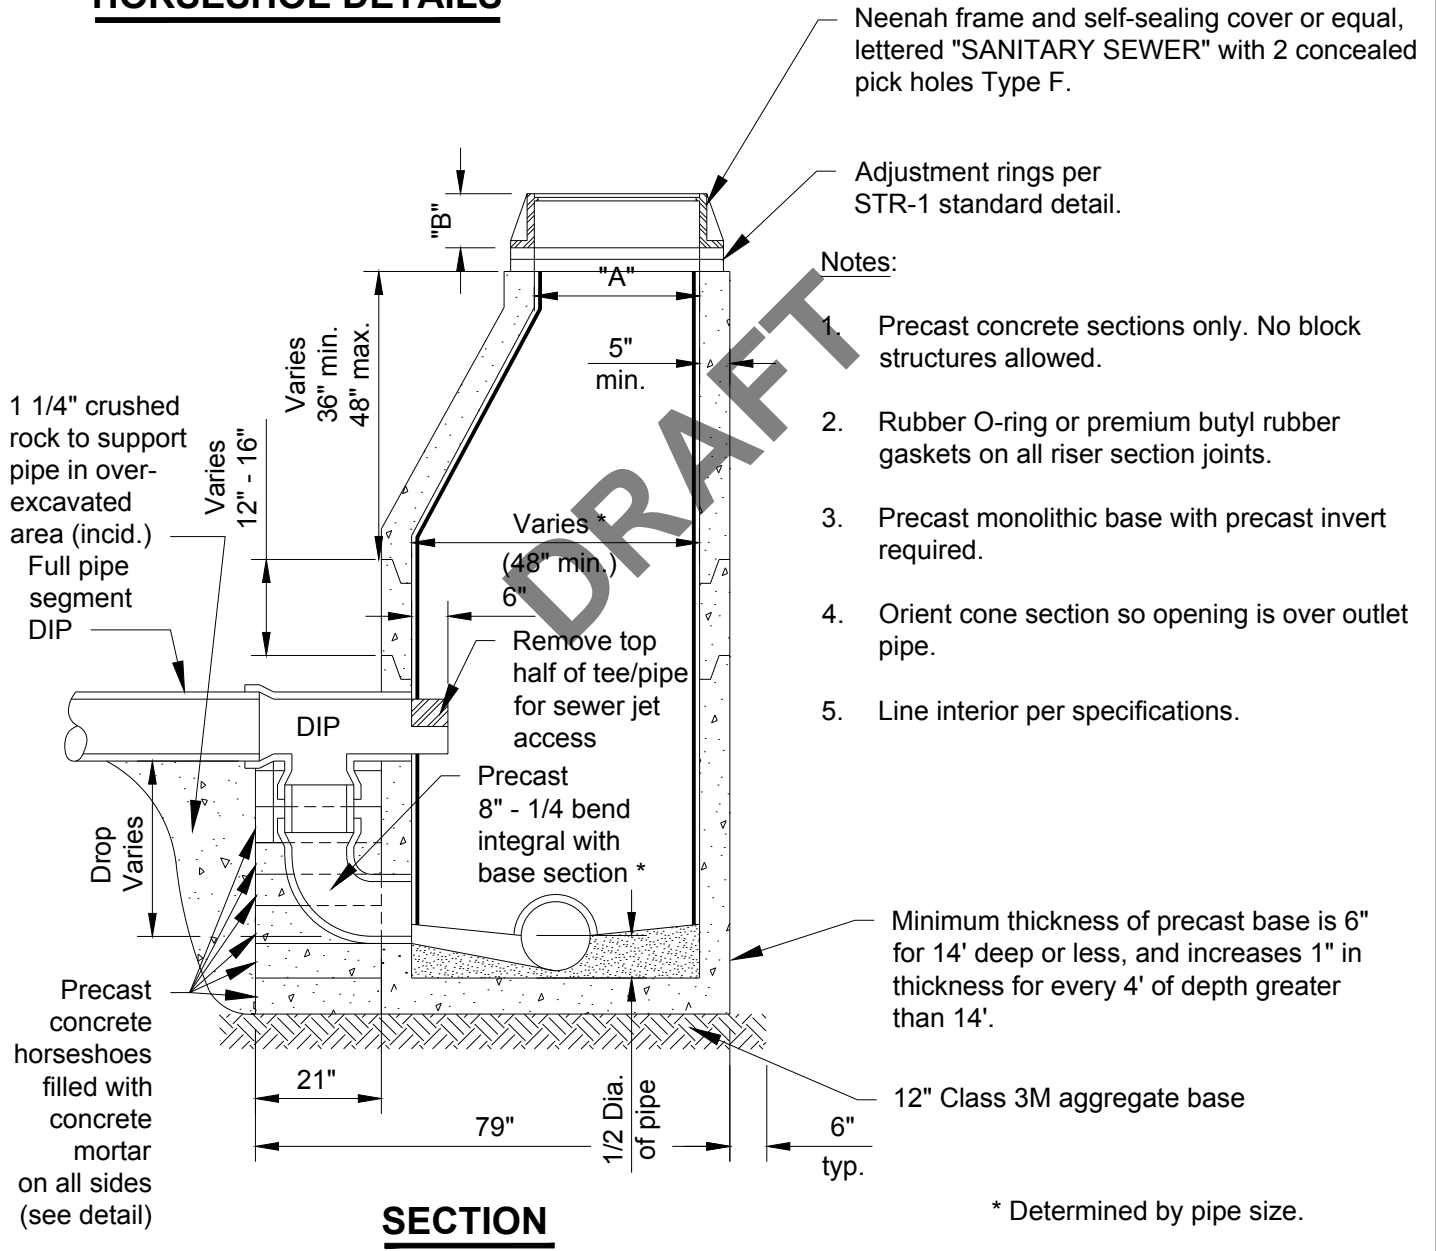 HORSESHOE DETAILS
Neenah frame and self-sealing cover or equal,
lettered "SANITARY SEWER" with 2 concealed
pick holes Type F.
Adjustment rings per
STR-1 standard detail.
"B"
"A"
Notes:
1. Precast concrete sections only. No block
structures allowed.
2. Rubber O-ring or premium butyl rubber
gaskets on all riser section joints.
3. Precast monolithic base with precast invert
required.
4. Orient cone section so opening is over outlet
pipe.
5. Line interior per specifications.
DRAFT
5"
min.
Varies
36" min.
48" max.
Varies
12" - 16"
1 1/4" crushed
rock to support
pipe in over-
excavated
area (incid.)
Full pipe
segment
DIP
Varies *
(48" min.)
6"
Remove top
half of tee/pipe
for sewer jet
access
DIP
Precast
8" - 1/4 bend
integral with
base section *
Drop
Varies
Minimum thickness of precast base is 6"
for 14' deep or less, and increases 1" in
thickness for every 4' of depth greater
than 14'.
Precast
concrete
horseshoes
filled with
concrete
mortar
on all sides
(see detail)
21"
79"
1/2 Dia.
of pipe
12" Class 3M aggregate base
6"
typ.
* Determined by pipe size.
SECTION